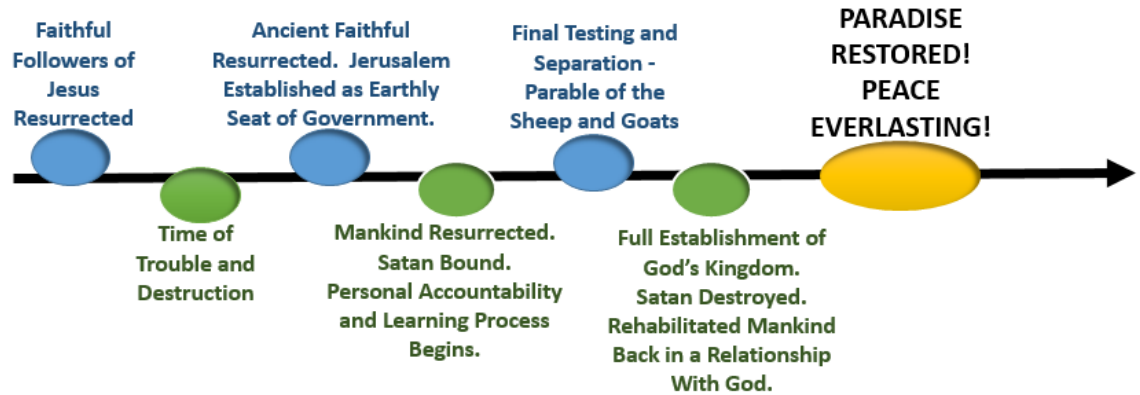 Faithful
Followers of
Jesus
Resurrected
Time of
Trouble and
Destruction
Ancient Faithful
Resurrected.  Jerusalem
Established as Earthly
Seat of Government.
Mankind Resurrected.
Satan Bound.
Personal Accountability
and Learning Process
Begins.
Final Testing and
Separation -
Parable of the
Sheep and Goats
Full Establishment of
God’s Kingdom.
Satan Destroyed.
Rehabilitated Mankind
Back in a Relationship
With God.
PARADISE
RESTORED!
PEACE
EVERLASTING!